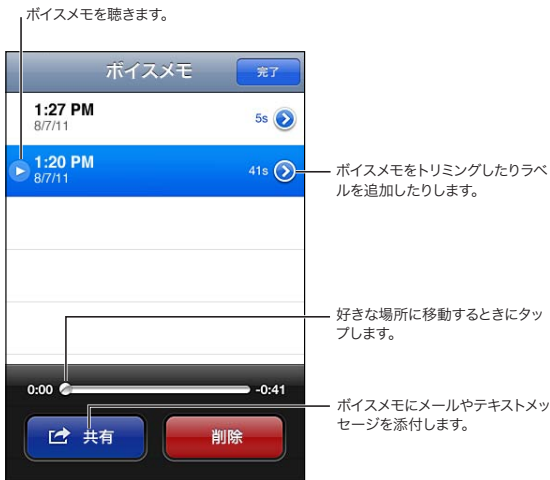 ボイスメモを聴きます。
ボイスメモ
完了
1:27 PM
8/7/11
5s
1:20 PM
8/7/11
41s
ボイスメモをトリミングしたりラベ
ルを追加したりします。
好きな場所に移動するときにタッ
プします。
0:00
-0:41
ボイスメモにメールやテキストメッ
セージを添付します。
共有
削除